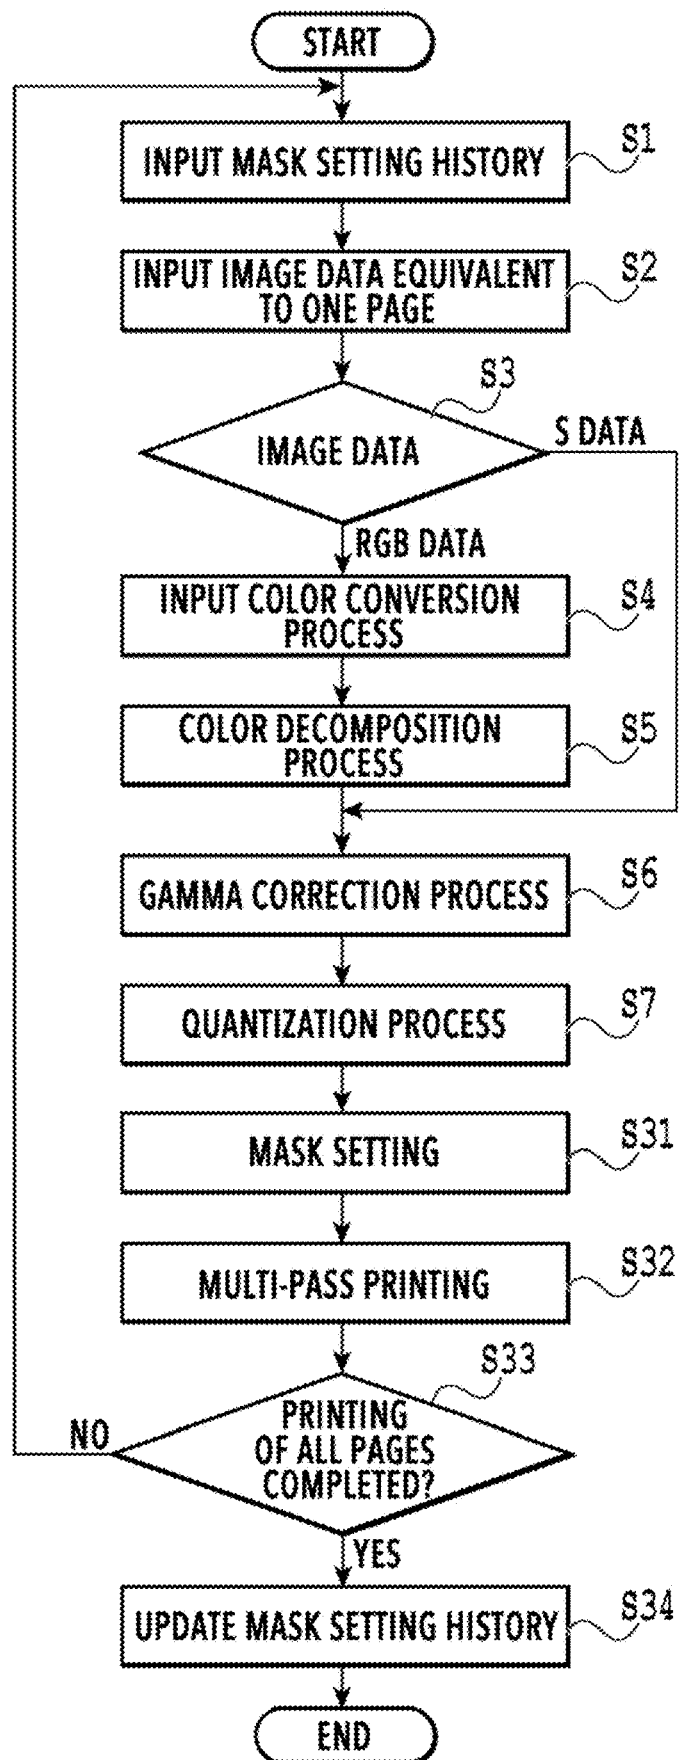 START
INPUT MASK SETTING HISTORY
S1
INPUT IMAGE DATA EQUIVALENT
TO ONE PAGE
S2
S3
IMAGE DATA
S DATA
RGB DATA
INPUT COLOR CONVERSION
PROCESS
S4
COLOR DECOMPOSITION
PROCESS
S5
GAMMA CORRECTION PROCESS
S6
QUANTIZATION PROCESS
S7
MASK SETTING
S31
MULTI-PASS PRINTING
S32
S33
PRINTING
OF ALL PAGES
COMPLETED?
NO
YES
UPDATE MASK SETTING HISTORY
S34
END